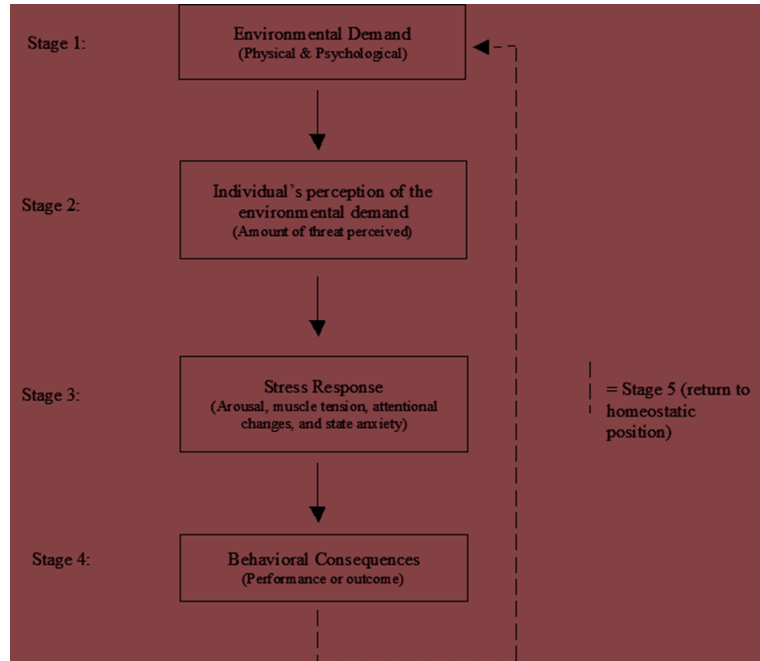 Stage 1:
Environmental Demand
(Physical & Psychological)
Stage 2:
Individual's perception of the
environmental demand
(Amount of threat perceived)
Stage 3:
Stress Response
(Arousal, muscle tension, attentional
changes, and state anxiety)
= Stage 5 (return to
homeostatic
position)
Stage 4:
Behavioral Consequences
(Performance or outcome)